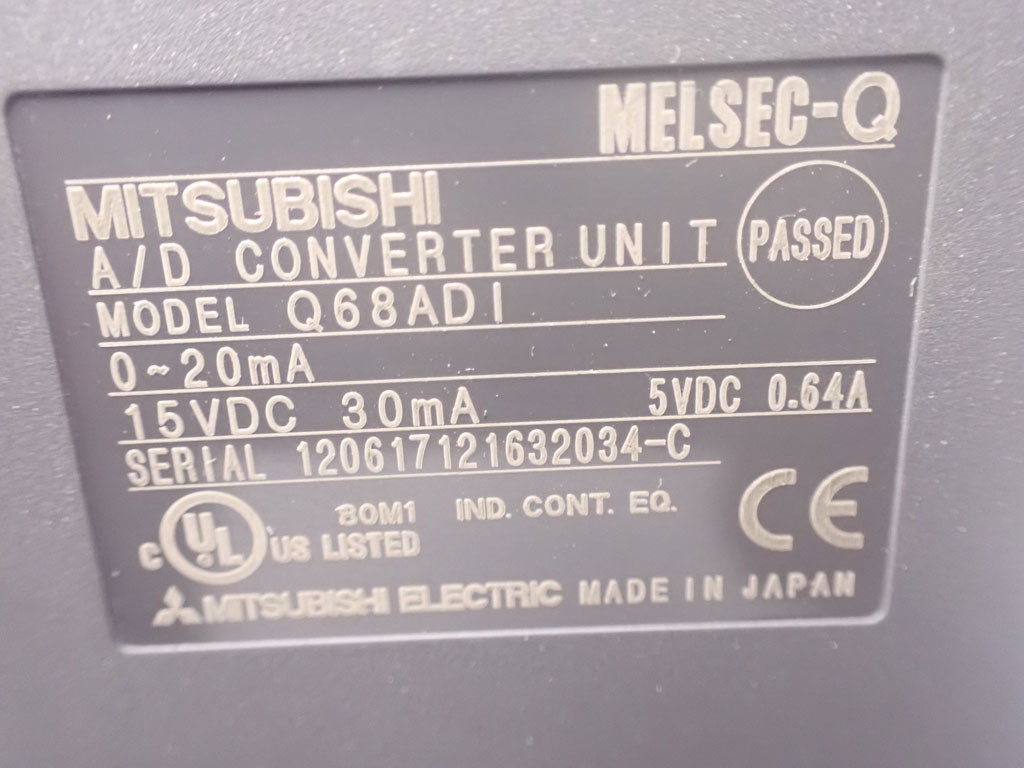 MELSEC-Q
MITSUBISHI
A/D CONVERTER UNIT
PASSED
MODEL Q68ADI
0~20mA
15VDC 30mA 5VDC 0.64A
SERIAL 120617121632034-C
80M1 IND. CONT. EQ.
C UL US LISTED
CE
MITSUBISHI ELECTRIC MADE IN JAPAN